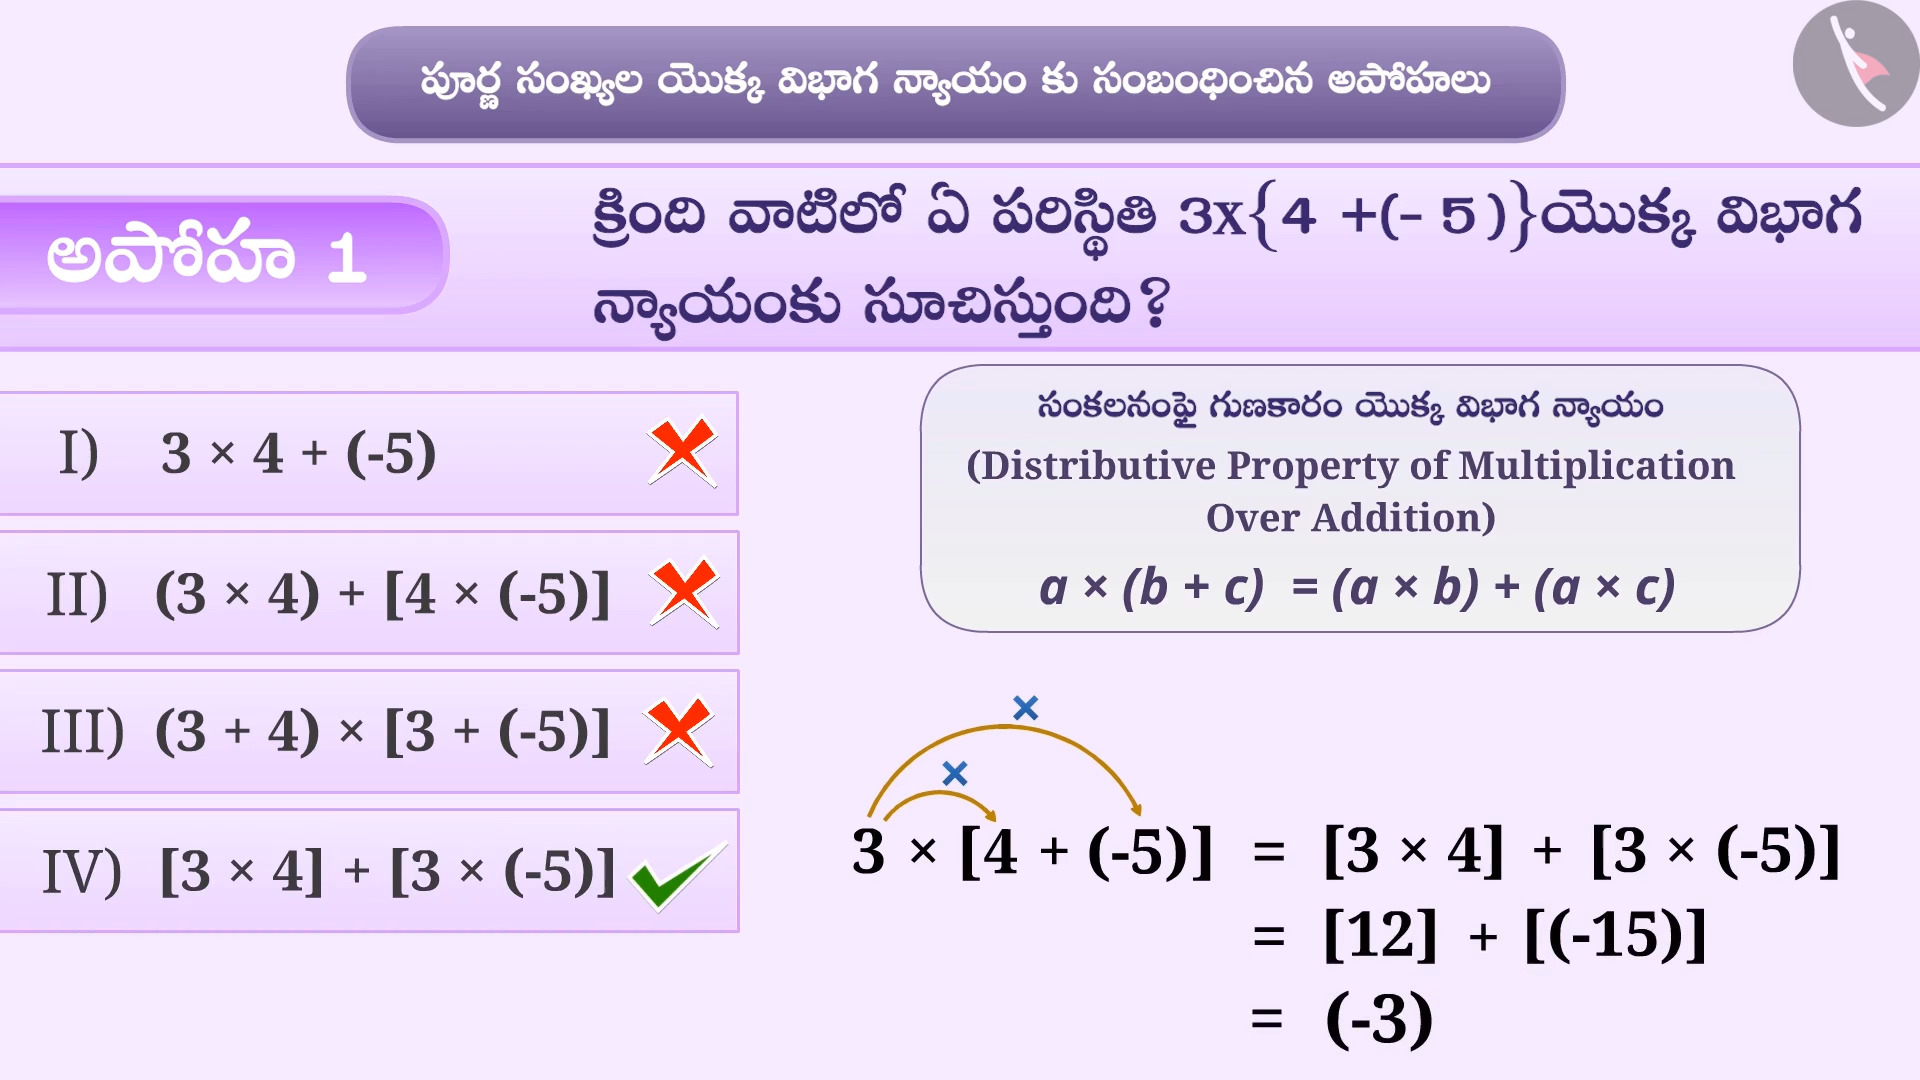 పూర్ణ సంఖ్యల యొక్క విభాగ న్యాయం కు సంబంధించిన అపోహలు
అపోహ 1
క్రింది వాటిలో ఏ పరిస్థితి 3x{4 +(- 5)}యొక్క విభాగ
న్యాయంకు సూచిస్తుంది?
I) 3 × 4 + (-5)
II) (3 × 4) + [4 × (-5)]
III) (3 + 4) × [3 + (-5)]
IV) [3 × 4] + [3 × (-5)]
సంకలనంఫై గుణకారం యొక్క విభాగ న్యాయం
(Distributive Property of Multiplication
Over Addition)
a × (b + c) = (a × b) + (a × c)
×
×
3 × [4 + (-5)] = [3 × 4] + [3 × (-5)]
= [12] + [(-15)]
= (-3)